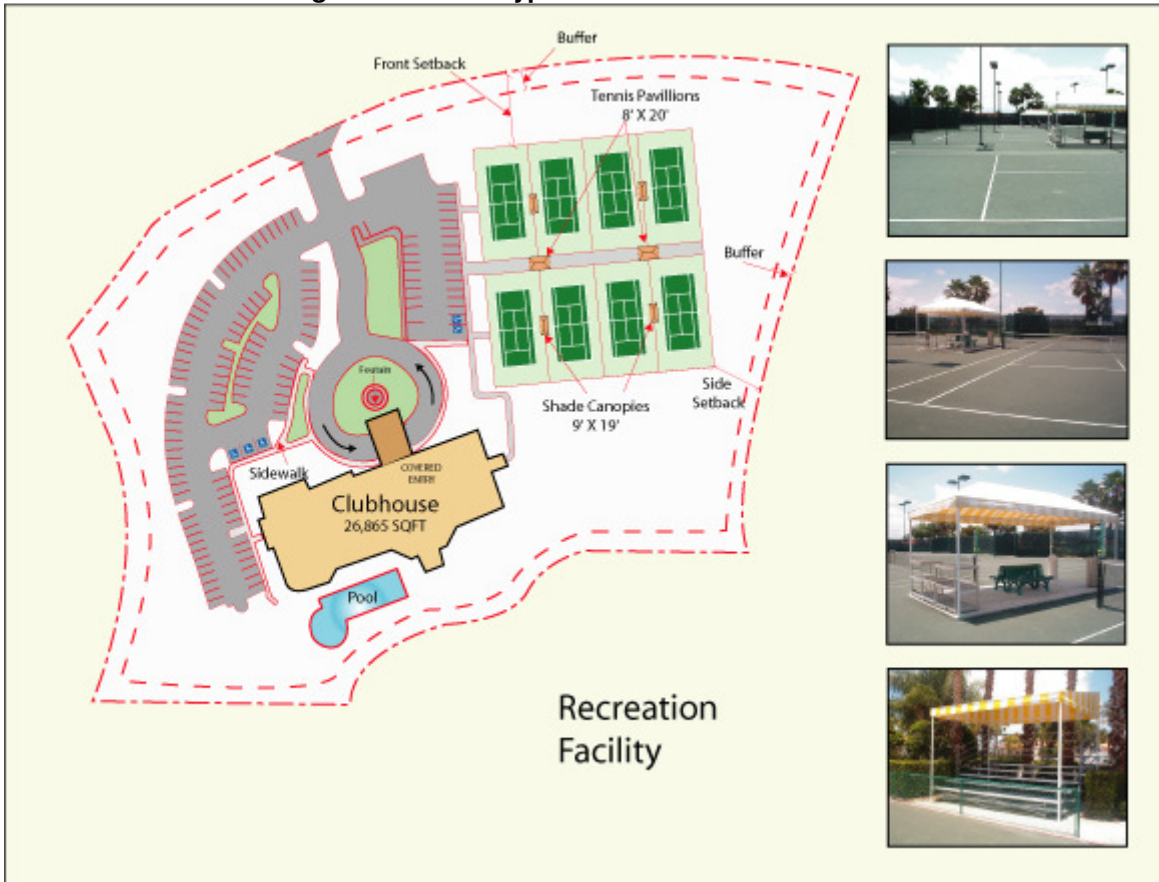 Buffer
Front Setback
Tennis Pavillions
8' X 20'
Buffer
Fountain
Side
Setback
Shade Canopies
9' X 19'
Sidewalk
COVERED
ENTRY
Clubhouse
26,865 SQFT
Pool
Recreation
Facility